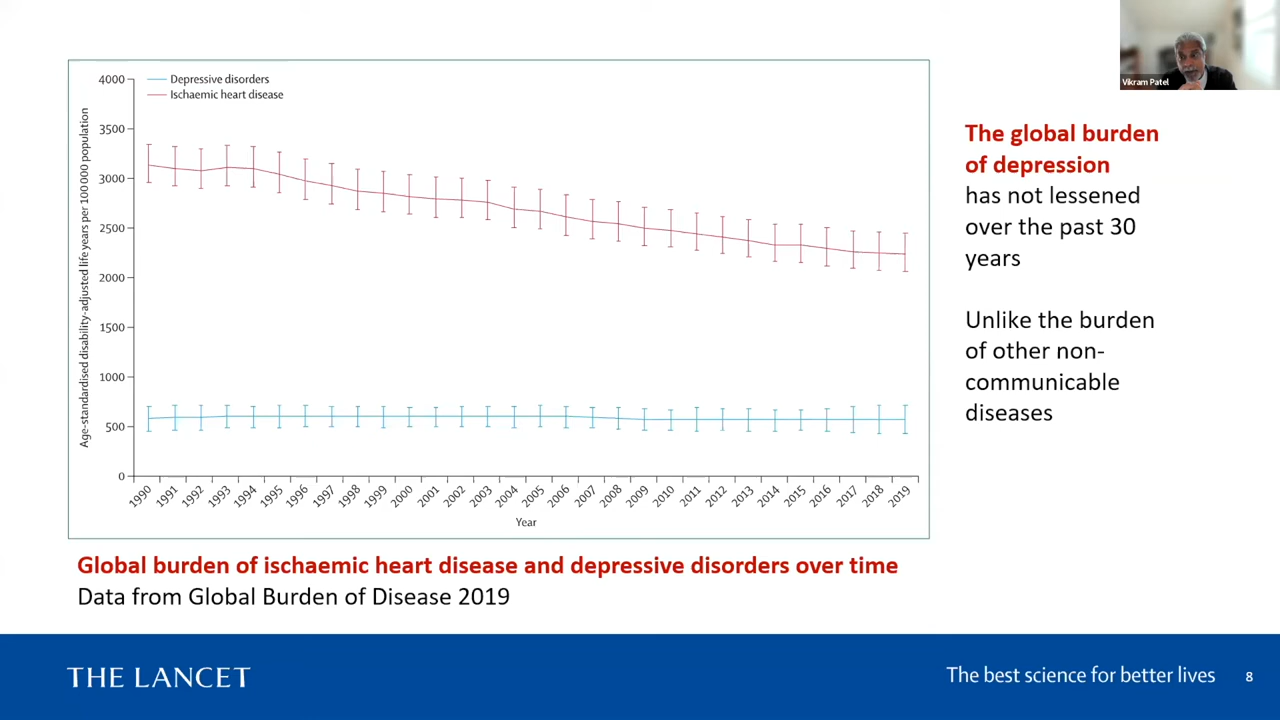 Vikram Patel
4000
3500
3000
2500
2000
1500
1000
500
0
Age-standardised disability-adjusted life years per 100 000 population
Depressive disorders
Ischaemic heart disease
1990
1991
1992
1993
1994
1995
1996
1997
1998
1999
2000
2001
2002
2003
2004
2005
2006
2007
2008
2009
2010
2011
2012
2013
2014
2015
2016
2017
2018
2019
Year
The global burden
of depression
has not lessened
over the past 30
years
Unlike the burden
of other non-
communicable
diseases
Global burden of ischaemic heart disease and depressive disorders over time
Data from Global Burden of Disease 2019
THE LANCET
The best science for better lives
8